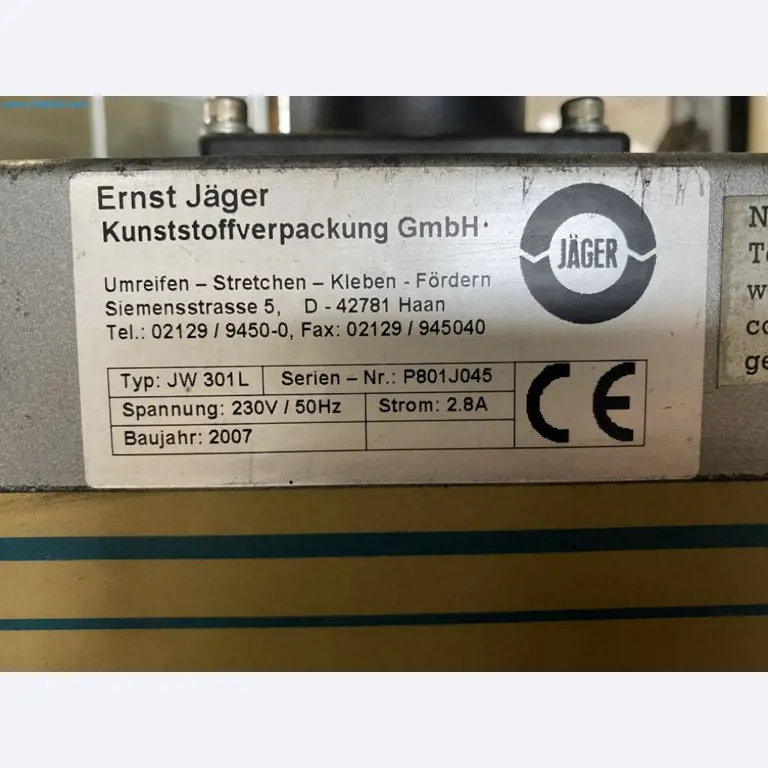 Ernst Jäger
Kunststoffverpackung GmbH
Umreifen – Stretchen – Kleben - Fördern
Siemensstrasse 5, D - 42781 Haan
Tel.: 02129 / 9450-0, Fax: 02129 / 945040
JÄGER
Typ: JW 301L Serien – Nr.: P801J045
Spannung: 230V / 50Hz Strom: 2.8A
Baujahr: 2007
CE